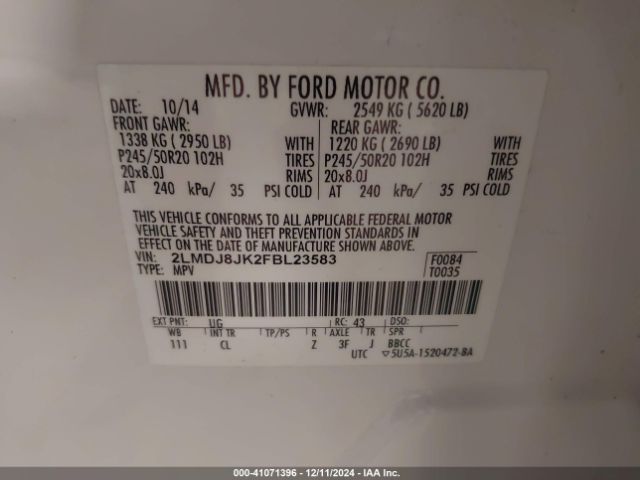 MFD. BY FORD MOTOR CO.
DATE: 10/14 GVWR: 2549 KG ( 5620 LB)
FRONT GAWR: REAR GAWR:
1338 KG ( 2950 LB) WITH 1220 KG ( 2690 LB) WITH
P245/50R20 102H TIRES P245/50R20 102H TIRES
20x8.0J RIMS 20x8.0J RIMS
AT 240 kPa/ 35 PSI COLD AT 240 kPa/ 35 PSI COLD
THIS VEHICLE CONFORMS TO ALL APPLICABLE FEDERAL MOTOR
VEHICLE SAFETY AND THEFT PREVENTION STANDARDS IN
EFFECT ON THE DATE OF MANUFACTURE SHOWN ABOVE.
VIN: 2LMDJ8JK2FBL23583 F0084
TYPE: MPV T0035
EXT PNT: UG RC: 43 DSO:
WB INT TR TP/PS R AXLE TR SPR
111 CL Z 3F J BBCC
UTC ▽5U5A-1520472-BA
000-41071396 - 12/11/2024 - IAA Inc.